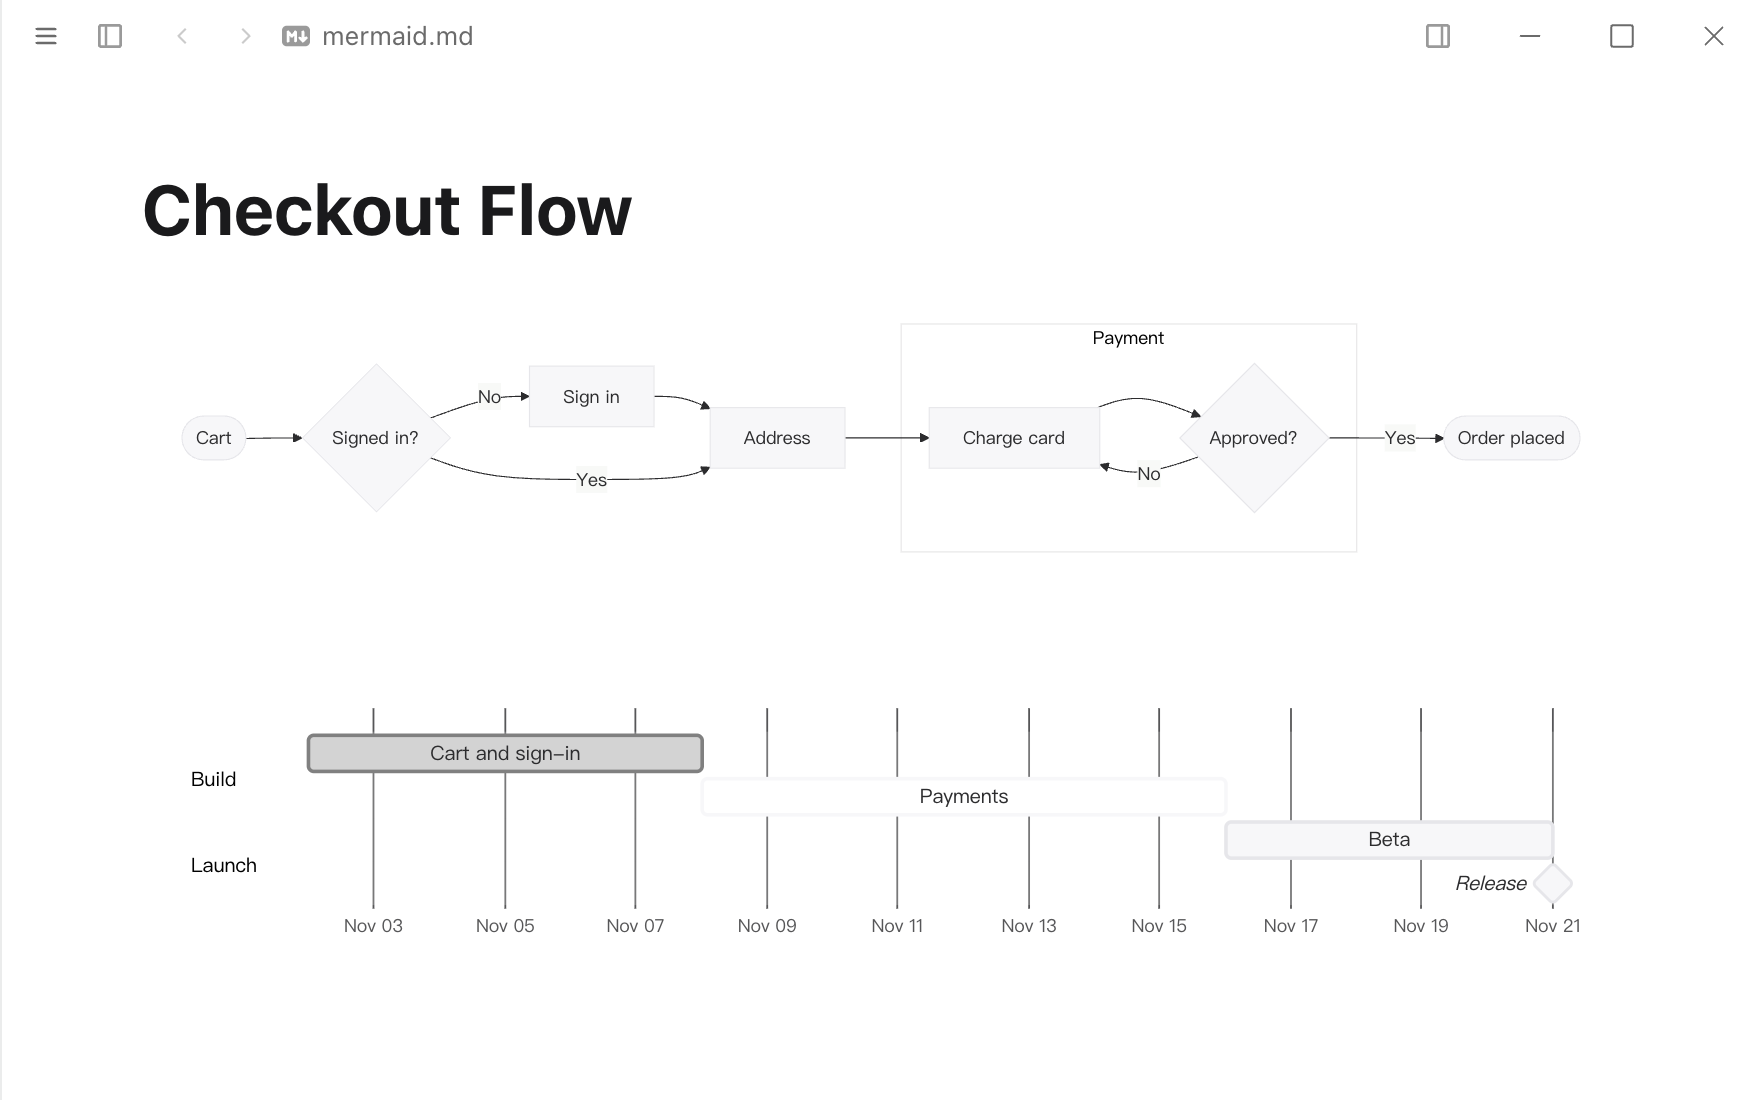 mermaid.md
Checkout Flow
Payment
Cart
Signed in?
No
Sign in
Yes
Address
Charge card
Approved?
No
Yes
Order placed
Build
Cart and sign-in
Payments
Launch
Beta
Release
Nov 03 Nov 05 Nov 07 Nov 09 Nov 11 Nov 13 Nov 15 Nov 17 Nov 19 Nov 21